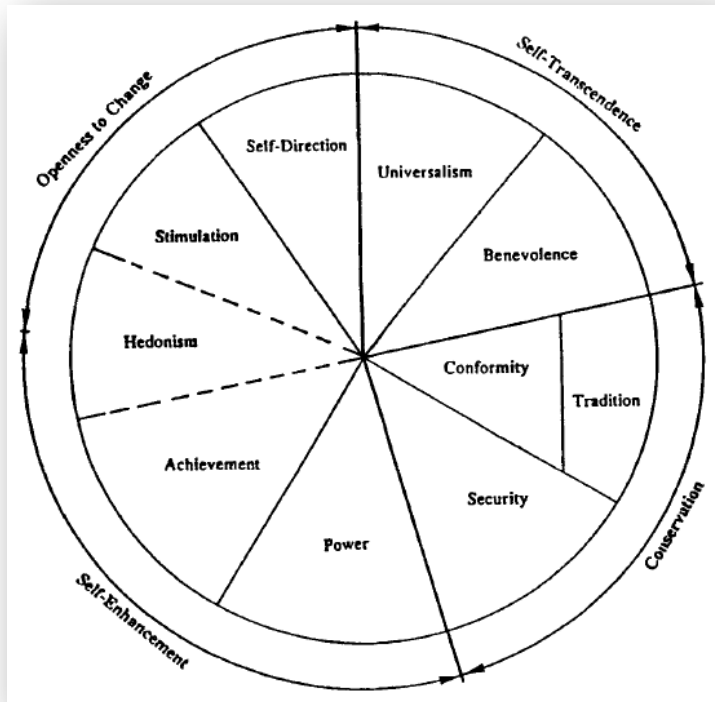 Openness to Change
Self-Transcendence
Self-Direction
Universalism
Stimulation
Benevolence
Hedonism
Conformity
Tradition
Achievement
Security
Power
Self-Enhancement
Conservation